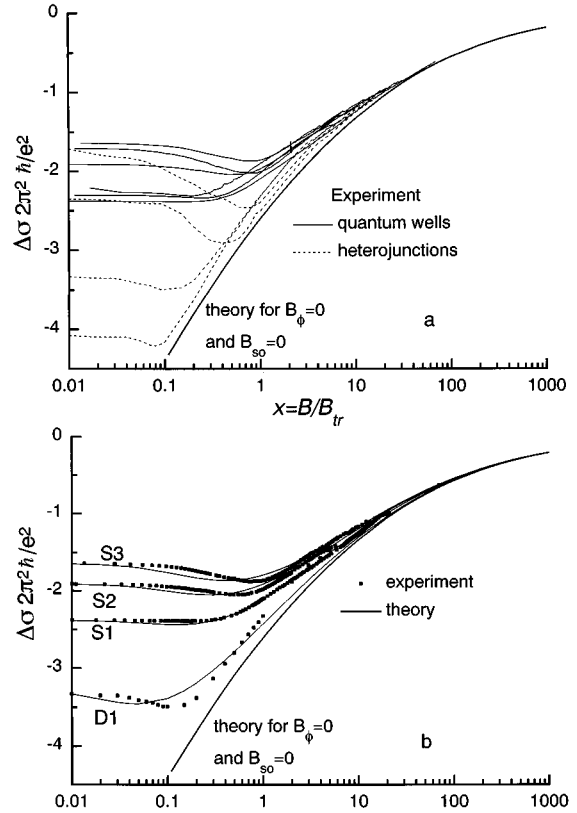 0
-1
-2
-3
-4
Δσ 2π² ħ/e²
Experiment
quantum wells
heterojunctions
theory for B_ϕ=0
and B_so=0
a
0.01 0.1 1 10 100 1000
x=B/B_tr
0
-1
-2
-3
-4
Δσ 2π² ħ/e²
S3
S2
S1
D1
experiment
theory
theory for B_ϕ=0
and B_so=0
b
0.01 0.1 1 10 100 1000